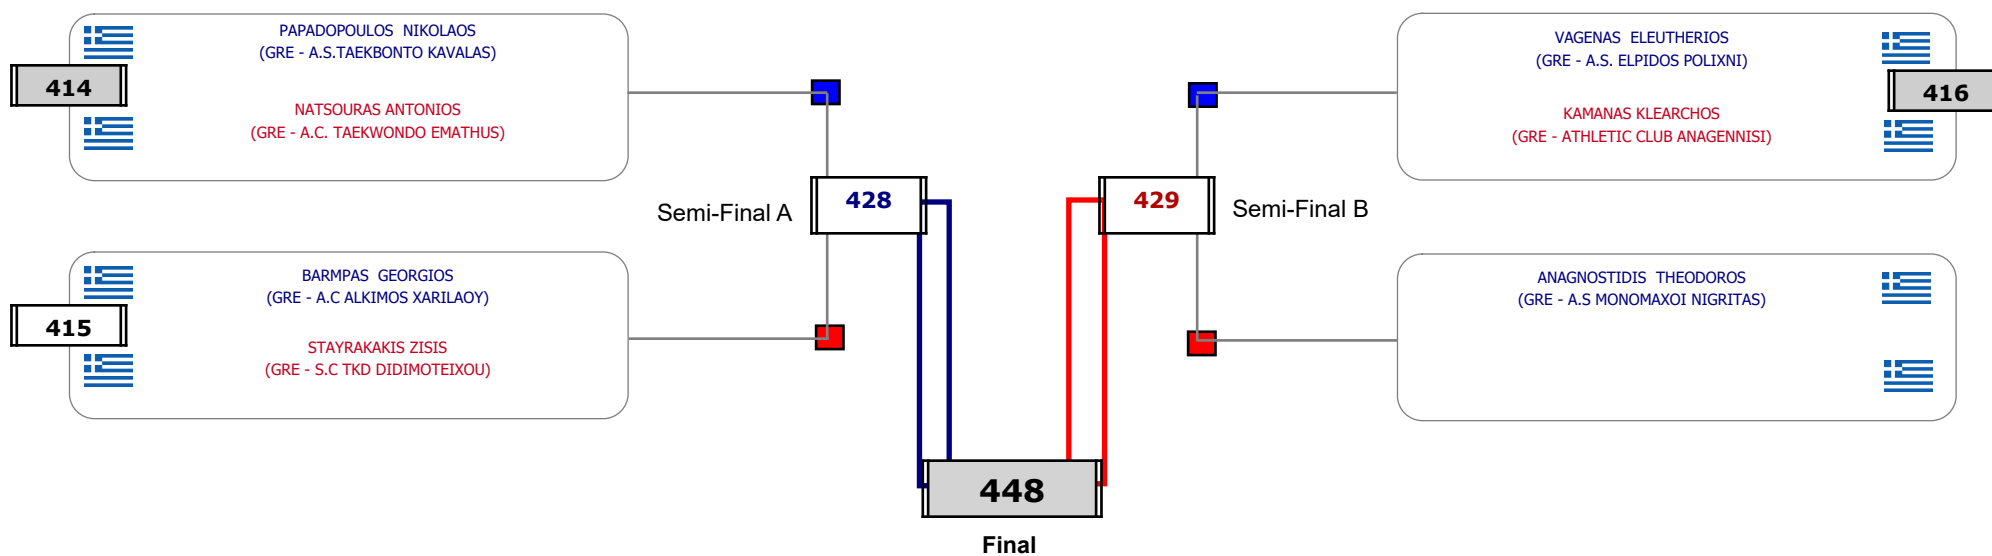 PAPADOPOULOS NIKOLAOS
(GRE - A.S.TAEKBONTO KAVALAS)
414
NATSOURAS ANTONIOS
(GRE - A.C. TAEKWONDO EMATHUS)
VAGENAS ELEUTHERIOS
(GRE - A.S. ELPIDOS POLIXNI)
416
KAMANAS KLEARCHOS
(GRE - ATHLETIC CLUB ANAGENNISI)
Semi-Final A
428
429
Semi-Final B
BARMPAS GEORGIOS
(GRE - A.C ALKIMOS XARILAOY)
415
STAYRAKAKIS ZISIS
(GRE - S.C TKD DIDIMOTEIXOU)
ANAGNOSTIDIS THEODOROS
(GRE - A.S MONOMAXOI NIGRITAS)
448
Final